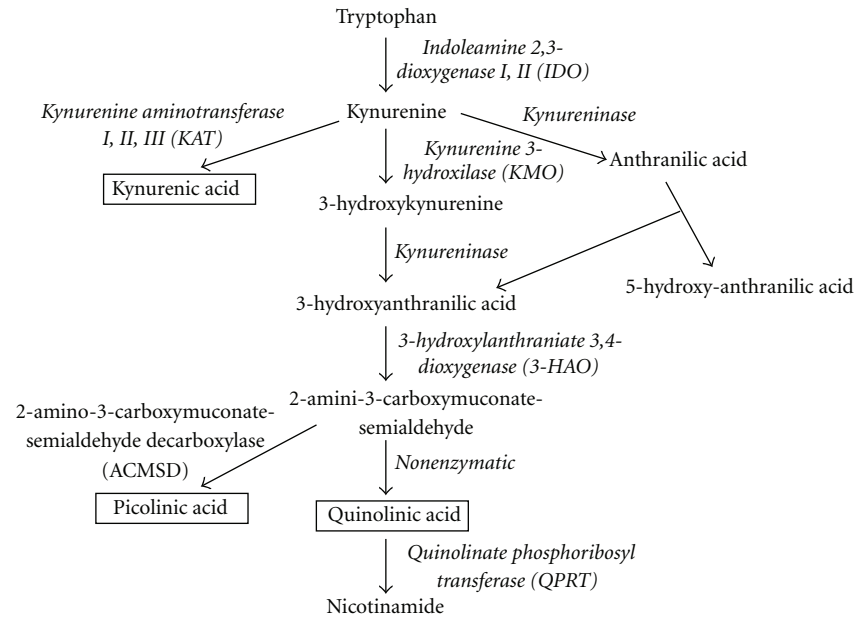 Tryptophan
Indoleamine 2,3-
dioxygenase I, II (IDO)
Kynurenine aminotransferase
I, II, III (KAT)
Kynurenine
Kynureninase
Kynurenine 3-
hydroxilase (KMO)
Anthranilic acid
Kynurenic acid
3-hydroxykynurenine
Kynureninase
5-hydroxy-anthranilic acid
3-hydroxyanthranilic acid
3-hydroxylanthraniate 3,4-
dioxygenase (3-HAO)
2-amino-3-carboxymuconate-
semialdehyde decarboxylase
(ACMSD)
2-amini-3-carboxymuconate-
semialdehyde
Nonenzymatic
Picolinic acid
Quinolinic acid
Quinolinate phosphoribosyl
transferase (QPRT)
Nicotinamide